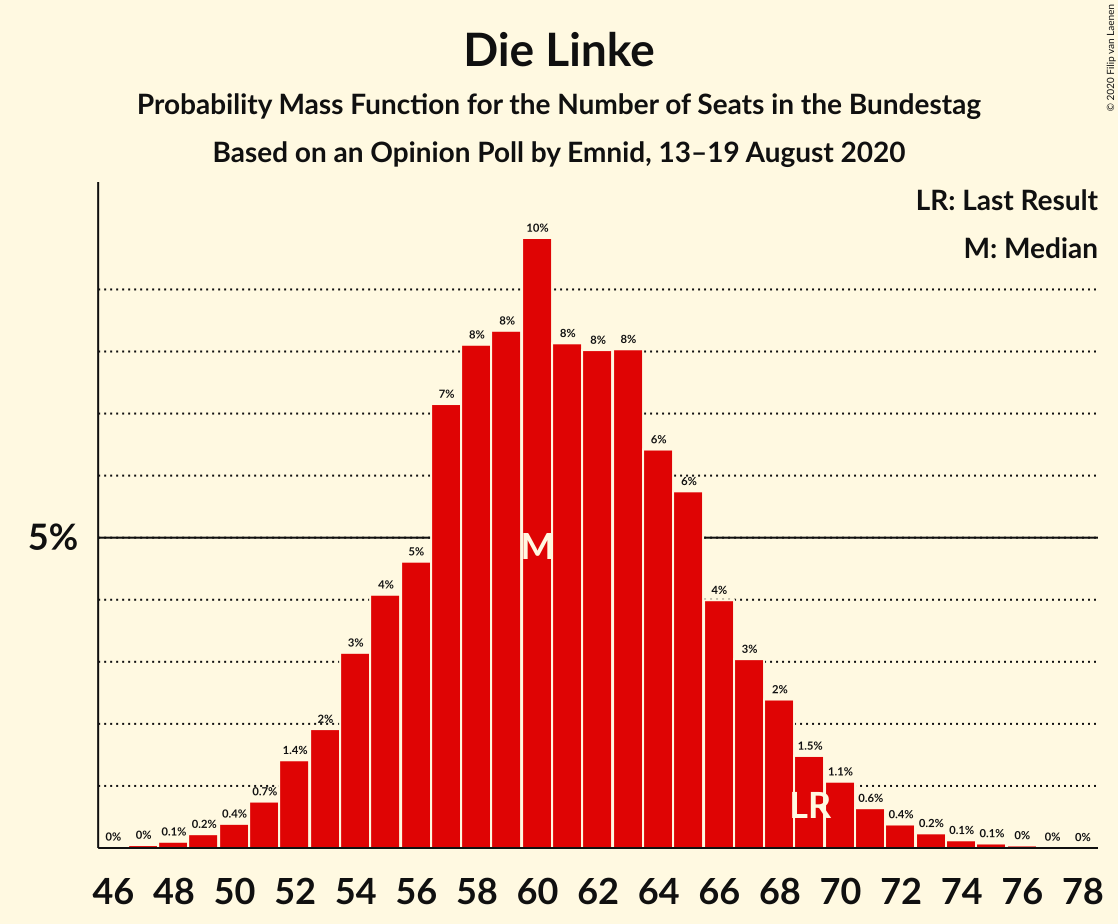 Die Linke
Probability Mass Function for the Number of Seats in the Bundestag
Based on an Opinion Poll by Emnid, 13–19 August 2020
© 2020 Filip van Laenen
LR: Last Result
M: Median
5%
0% 0% 0.1% 0.2% 0.4% 0.7% 1.4% 2% 3% 4% 5% 7% 8% 8% 10% 8% 8% 8% 6% 6% 4% 3% 2% 1.5% 1.1% 0.6% 0.4% 0.2% 0.1% 0.1% 0% 0% 0%
M
LR
46 48 50 52 54 56 58 60 62 64 66 68 70 72 74 76 78